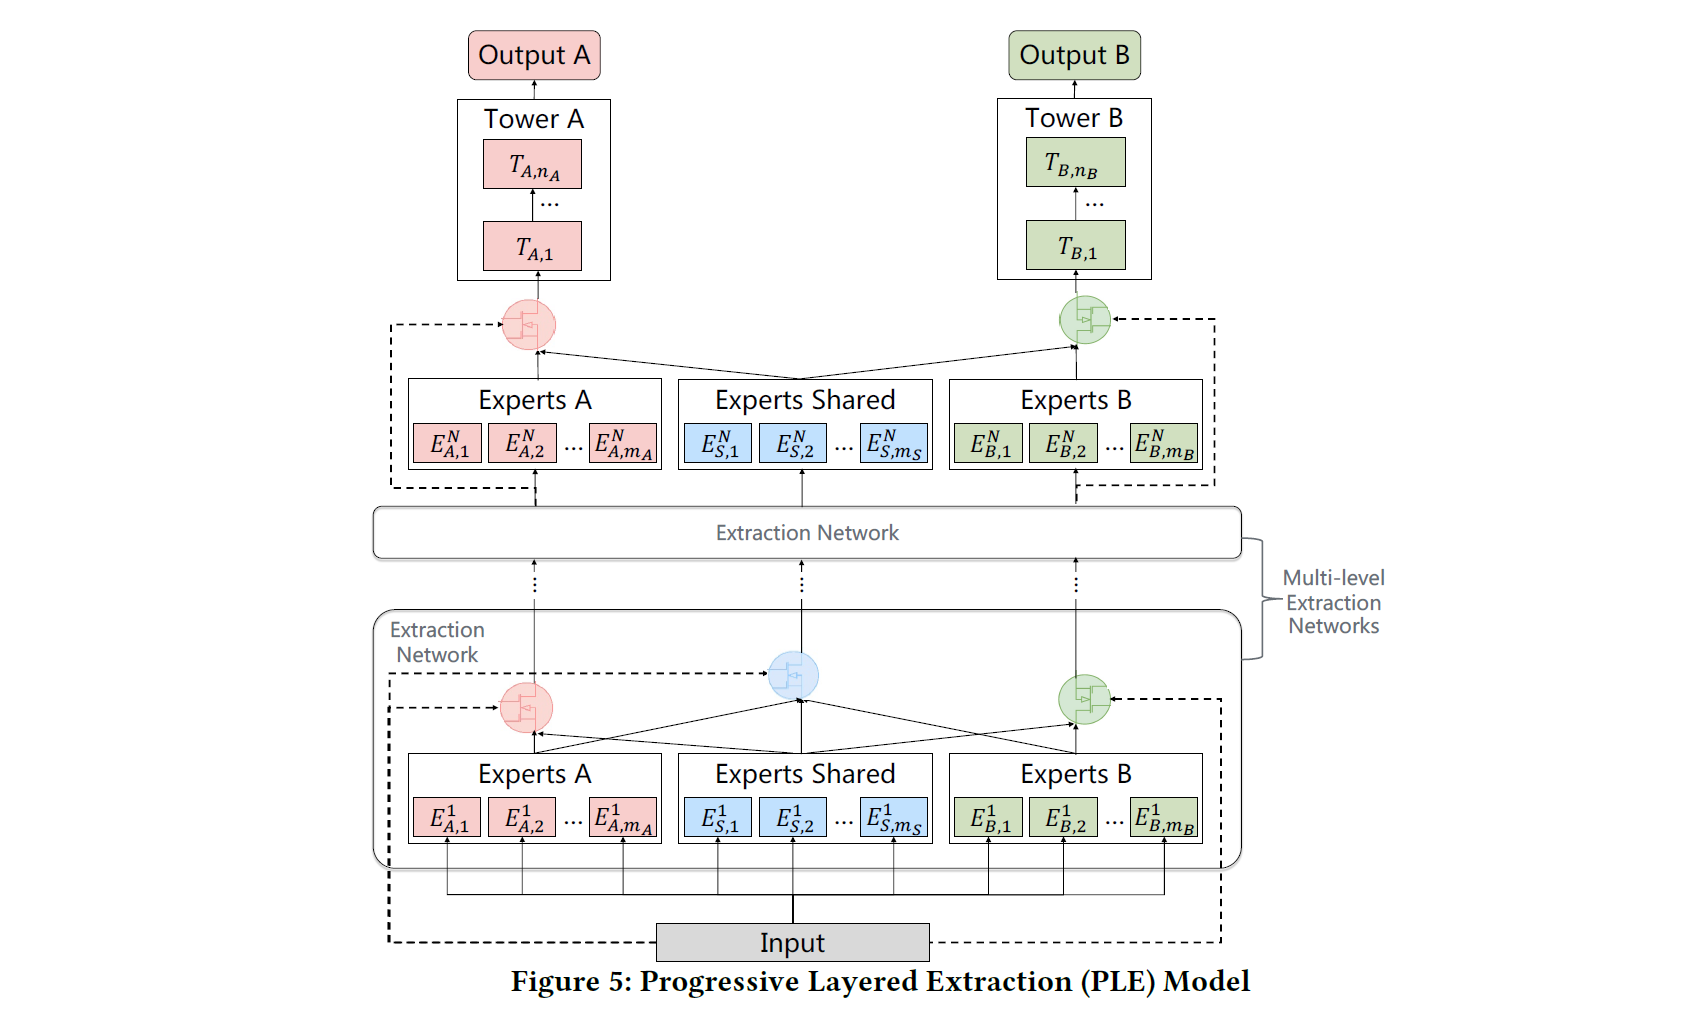 Output A
Output B
Tower A
Tower B
T_{A,n_A}
T_{B,n_B}
...
...
T_{A,1}
T_{B,1}
Experts A
Experts Shared
Experts B
E^N_{A,1} E^N_{A,2} ... E^N_{A,m_A}
E^N_{S,1} E^N_{S,2} ... E^N_{S,m_S}
E^N_{B,1} E^N_{B,2} ... E^N_{B,m_B}
Extraction Network
...
...
...
Multi-level
Extraction
Networks
Extraction
Network
Experts A
Experts Shared
Experts B
E^1_{A,1} E^1_{A,2} ... E^1_{A,m_A}
E^1_{S,1} E^1_{S,2} ... E^1_{S,m_S}
E^1_{B,1} E^1_{B,2} ... E^1_{B,m_B}
Input
Figure 5: Progressive Layered Extraction (PLE) Model